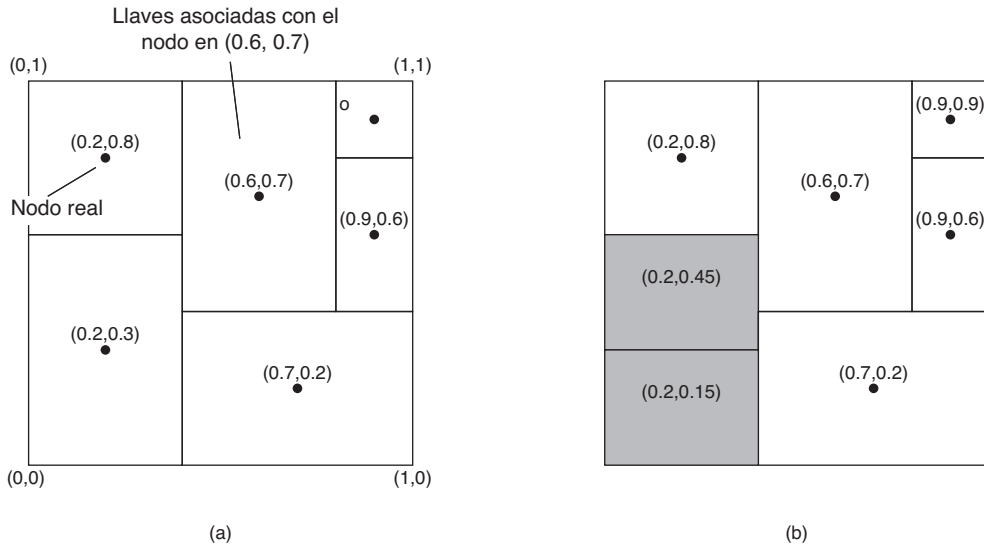 Llaves asociadas con el
nodo en (0.6, 0.7)
(0,1)
(1,1)
o
(0.2,0.8)
(0.6,0.7)
Nodo real
(0.9,0.6)
(0.2,0.3)
(0.7,0.2)
(0,0)
(1,0)
(a)
(0.9,0.9)
(0.2,0.8)
(0.6,0.7)
(0.9,0.6)
(0.2,0.45)
(0.2,0.15)
(0.7,0.2)
(b)